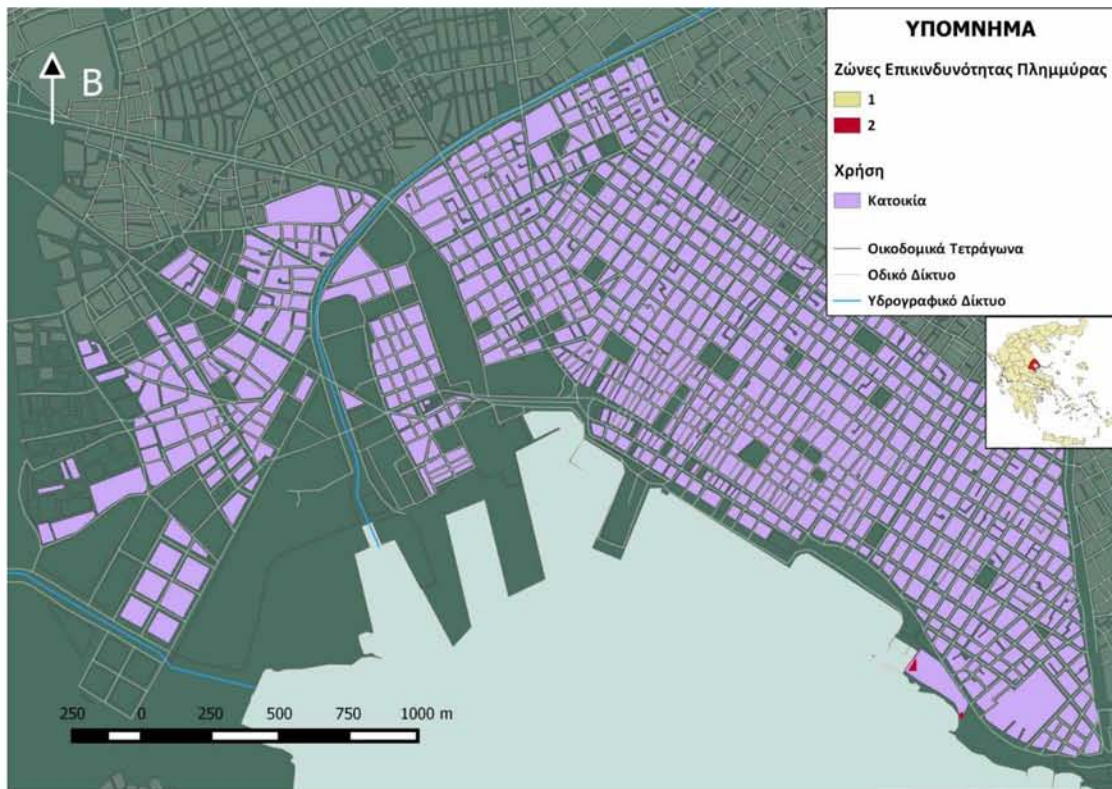 ΥΠΟΜΝΗΜΑ
Ζώνες Επικινδυνότητας Πλημμύρας
1
2
Χρήση
Κατοικία
Οικοδομικά Τετράγωνα
Οδικό Δίκτυο
Υδρογραφικό Δίκτυο
Β
250 0 250 500 750 1000 m